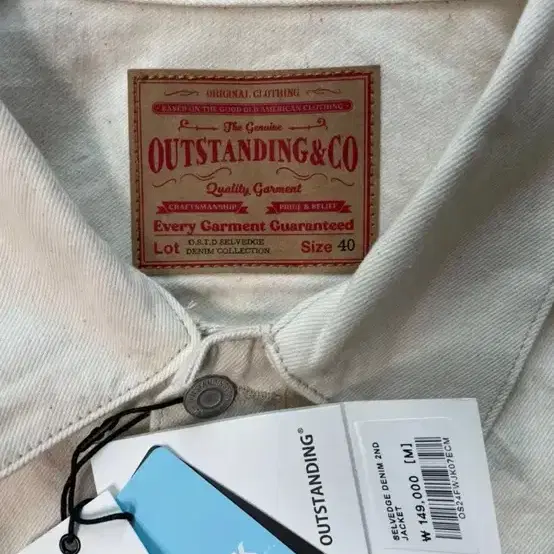 ORIGINAL CLOTHING
BASED ON THE GOOD OLD AMERICAN CLOTHING
The Genuine
OUTSTANDING&CO
Quality Garment
CRAFTSMANSHIP
PRIDE & BELIEF
Every Garment Guaranteed
Lot O.S.T.D SELVEDGE
DENIM COLLECTION
Size 40
OUTSTANDING®
SELVEDGE DENIM 2ND
JACKET
[M]
₩ 149,000
OS24FWJK07ECM